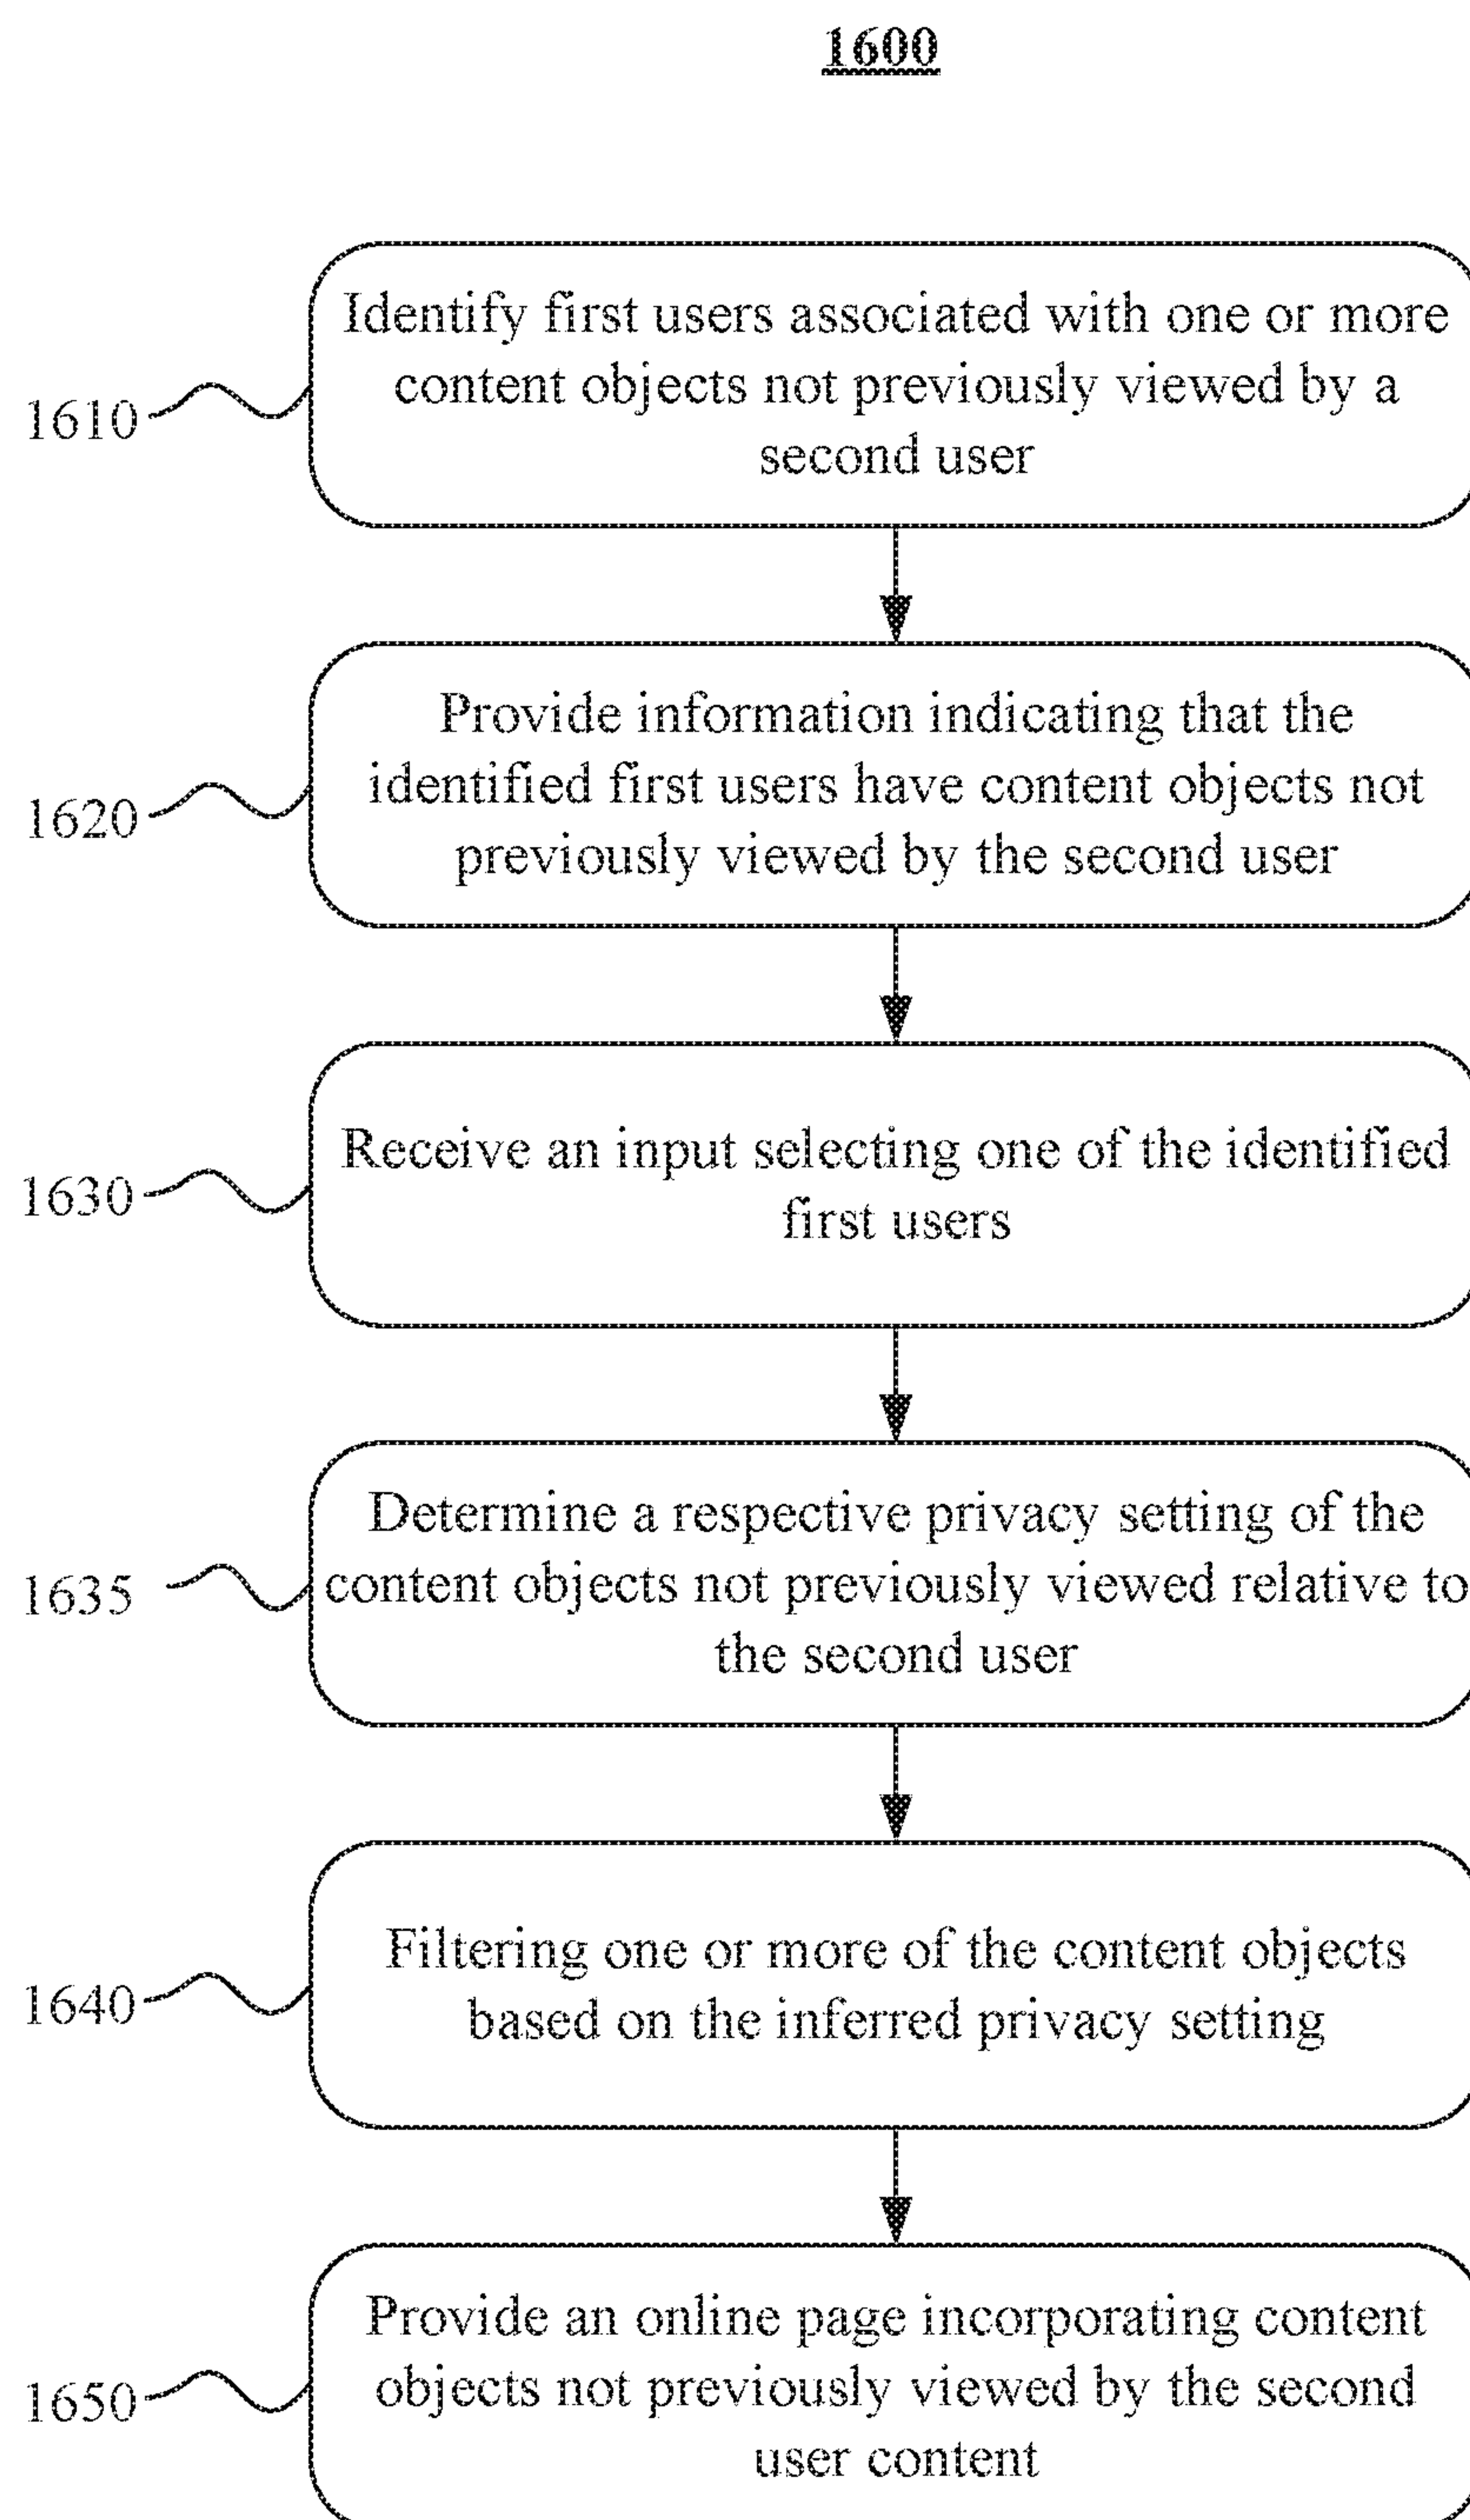 1600
Identify first users associated with one or more
content objects not previously viewed by a
second user
1610
Provide information indicating that the
identified first users have content objects not
previously viewed by the second user
1620
Receive an input selecting one of the identified
first users
1630
Determine a respective privacy setting of the
content objects not previously viewed relative to
the second user
1635
Filtering one or more of the content objects
based on the inferred privacy setting
1640
Provide an online page incorporating content
objects not previously viewed by the second
user content
1650